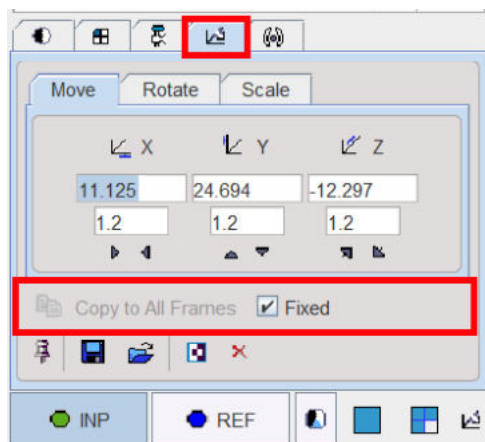 Move Rotate Scale
X Y Z
11.125 24.694 -12.297
1.2 1.2 1.2
Copy to All Frames Fixed
INP REF